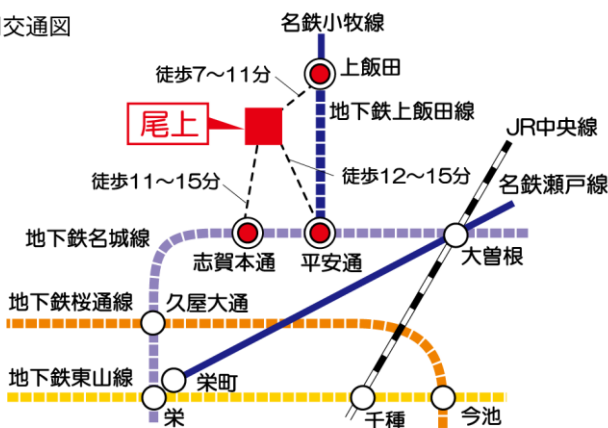 交通図
名鉄小牧線
上飯田
徒歩7~11分
地下鉄上飯田線
尾上
JR中央線
徒歩11~15分
徒歩12~15分
名鉄瀬戸線
地下鉄名城線
志賀本通
平安通
大曽根
地下鉄桜通線
久屋大通
地下鉄東山線
栄町
栄
千種
今池